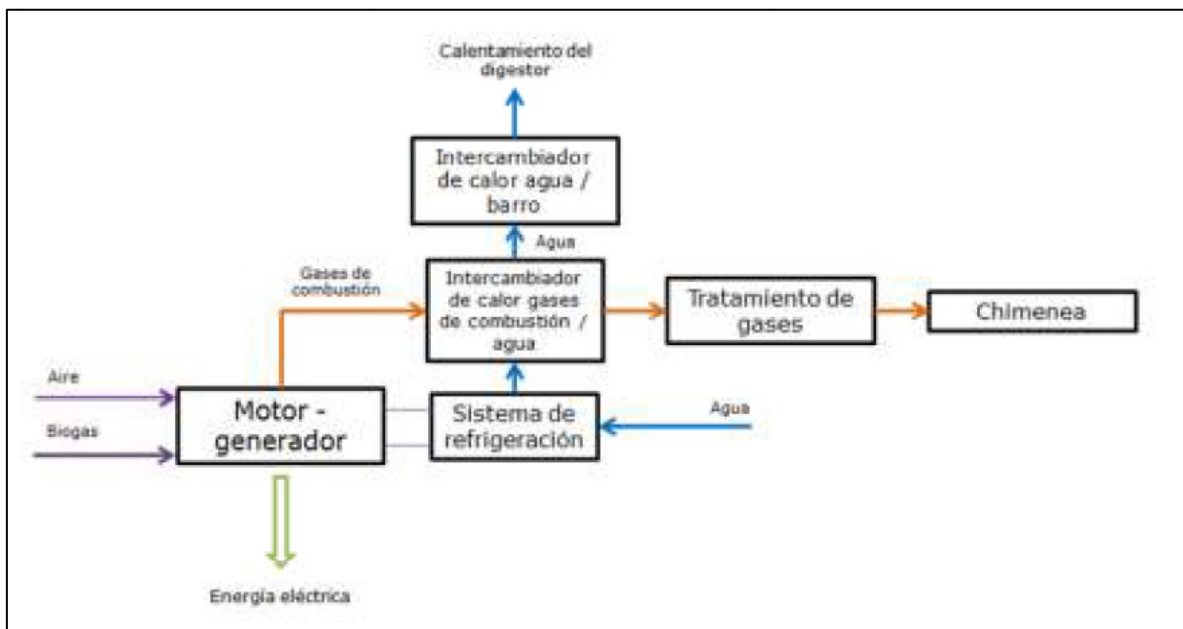 Calentamiento del
digestor
Intercambiador
de calor agua /
barro
Agua
Gases de
combustión
Intercambiador
de calor gases
de combustión /
agua
Tratamiento de
gases
Chimenea
Aire
Biogas
Motor -
generador
Sistema de
refrigeración
Agua
Energía eléctrica